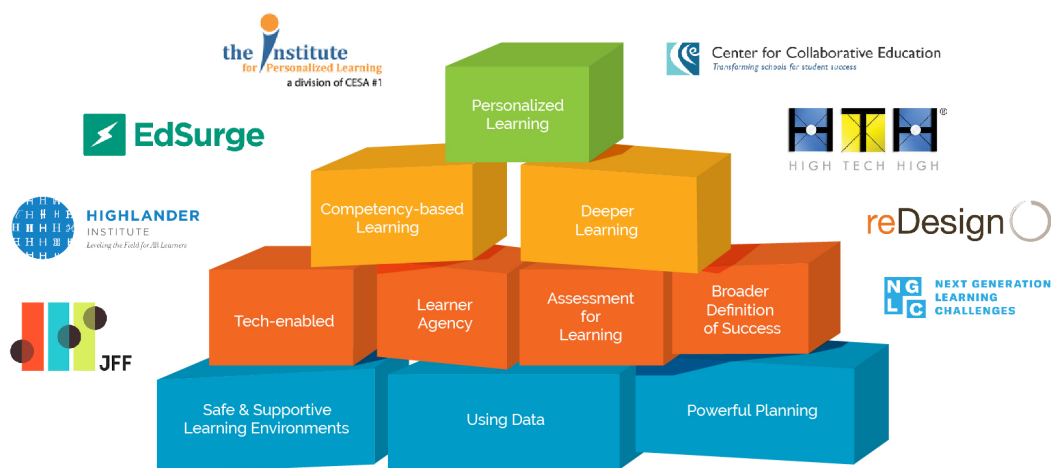 the institute
for Personalized Learning
a division of CESA #1
Center for Collaborative Education
Transforming schools for student success
Personalized
Learning
EdSurge
HTH®
HIGH TECH HIGH
HIGHLANDER
INSTITUTE
Leveling the Field for All Learners
Competency-based
Learning
Deeper
Learning
reDesign
Tech-enabled
Learner
Agency
Assessment
for
Learning
Broader
Definition
of Success
NG
LC
NEXT GENERATION
LEARNING
CHALLENGES
JFF
Safe & Supportive
Learning Environments
Using Data
Powerful Planning